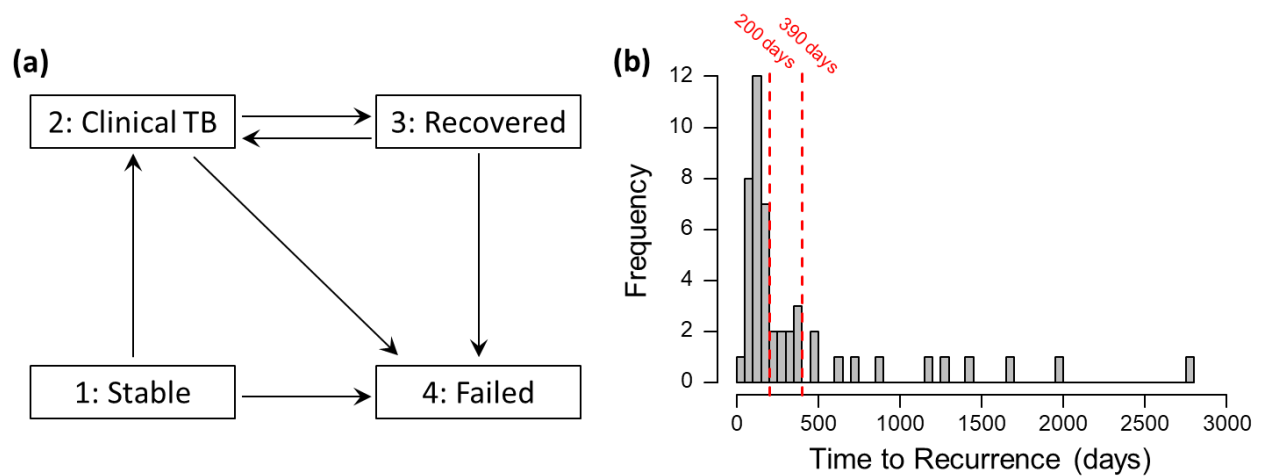 (a)
2: Clinical TB
3: Recovered
1: Stable
4: Failed
(b)
200 days
390 days
Frequency
12
10
8
6
4
2
0
0 500 1000 1500 2000 2500 3000
Time to Recurrence (days)